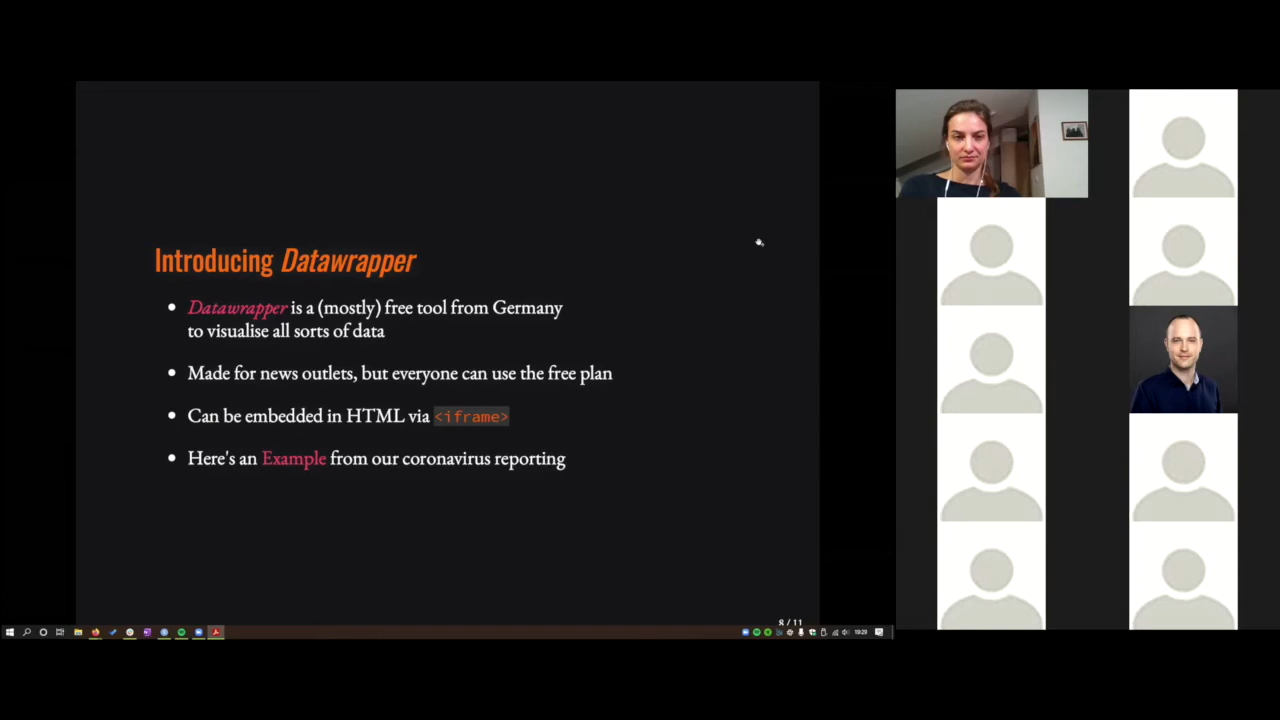 Introducing Datawrapper
Datawrapper is a (mostly) free tool from Germany
to visualise all sorts of data
Made for news outlets, but everyone can use the free plan
Can be embedded in HTML via <iframe>
Here's an Example from our coronavirus reporting
8 / 11
19:29